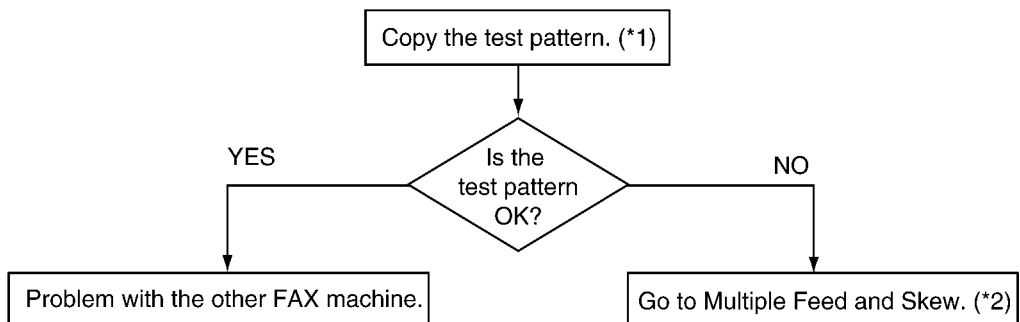 Copy the test pattern. (*1)
Is the
test pattern
OK?
YES
NO
Problem with the other FAX machine.
Go to Multiple Feed and Skew. (*2)